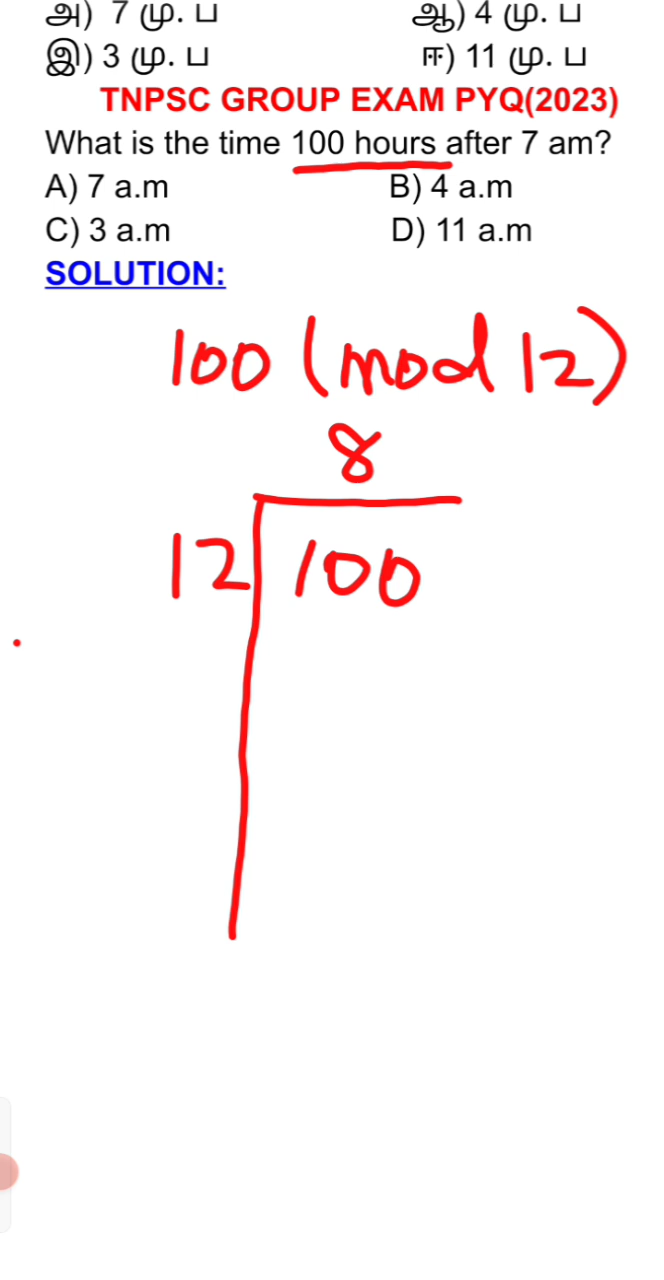 அ) 7 மு. ப ஆ) 4 மு. ப
இ) 3 மு. ப ஈ) 11 மு. ப
TNPSC GROUP EXAM PYQ(2023)
What is the time 100 hours after 7 am?
A) 7 a.m B) 4 a.m
C) 3 a.m D) 11 a.m
SOLUTION:
100 (mod 12)
8
12 100